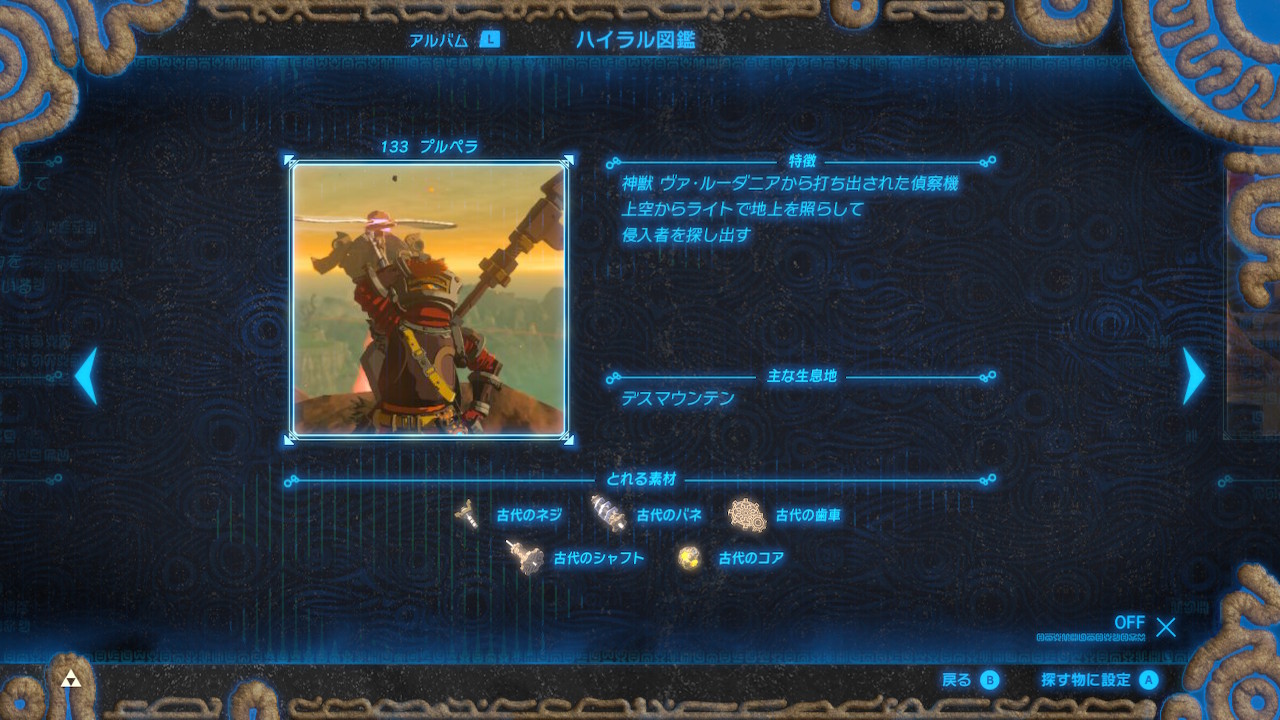 アルバム L
ハイラル図鑑
133 プルペラ
特徴
神獣 ヴァ・ルーダニアから打ち出された偵察機
上空からライトで地上を照らして
侵入者を探し出す
主な生息地
デスマウンテン
とれる素材
古代のネジ 古代のバネ 古代の歯車
古代のシャフト 古代のコア
OFF
戻る B 探す物に設定 A